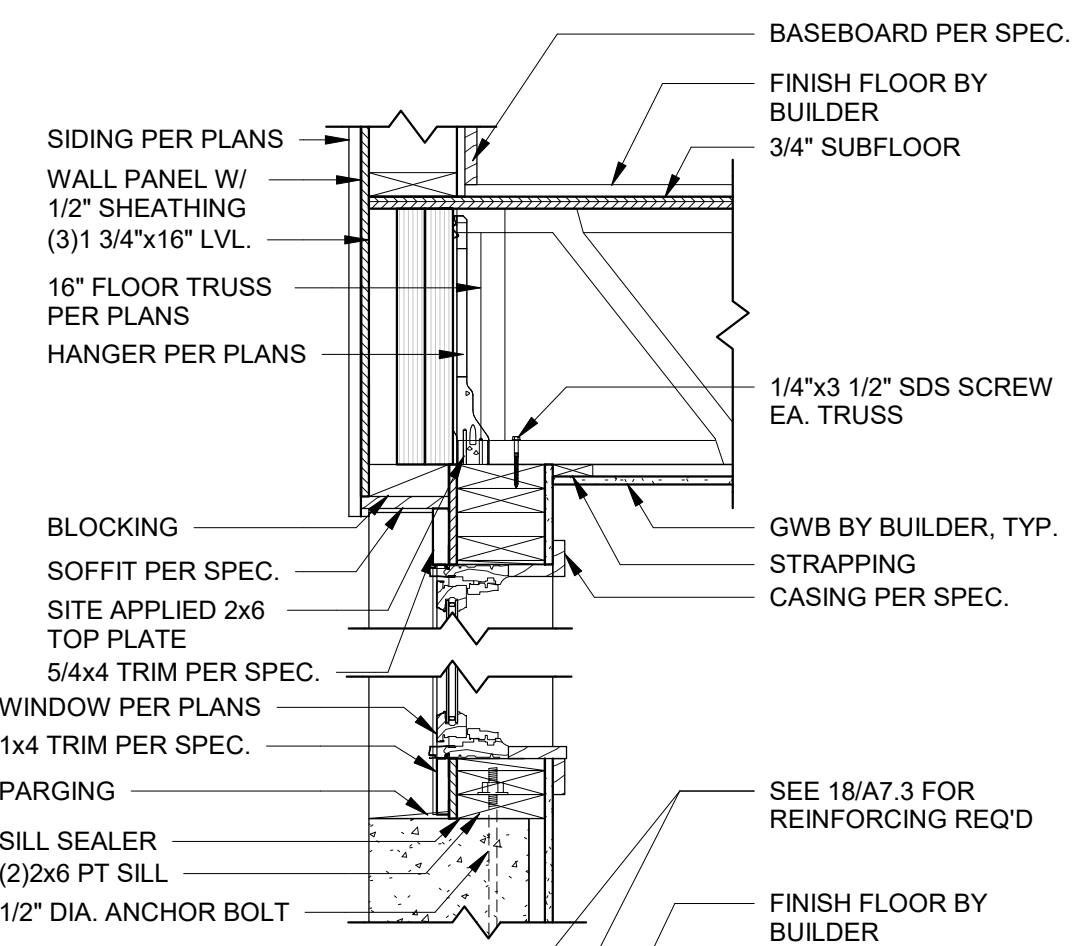 SIDING PER PLANS
WALL PANEL W/
1/2" SHEATHING
(3)1 3/4"x16" LVL.
16" FLOOR TRUSS
PER PLANS
HANGER PER PLANS
BLOCKING
SOFFIT PER SPEC.
SITE APPLIED 2x6
TOP PLATE
5/4x4 TRIM PER SPEC.
WINDOW PER PLANS
1x4 TRIM PER SPEC.
PARGING
SILL SEALER
(2)2x6 PT SILL
1/2" DIA. ANCHOR BOLT
BASEBOARD PER SPEC.
FINISH FLOOR BY
BUILDER
3/4" SUBFLOOR
1/4"x3 1/2" SDS SCREW
EA. TRUSS
GWB BY BUILDER, TYP.
STRAPPING
CASING PER SPEC.
SEE 18/A7.3 FOR
REINFORCING REQ'D
FINISH FLOOR BY
BUILDER